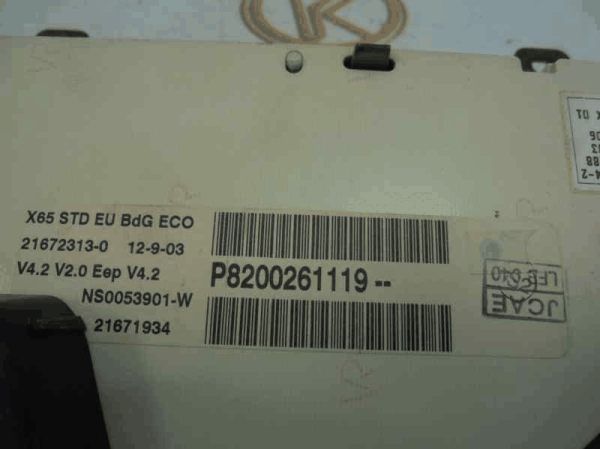 X65 STD EU BdG ECO
21672313-0 12-9-03
V4.2 V2.0 Eep V4.2
NS0053901-W
21671934
P8200261119--
JCAE
K